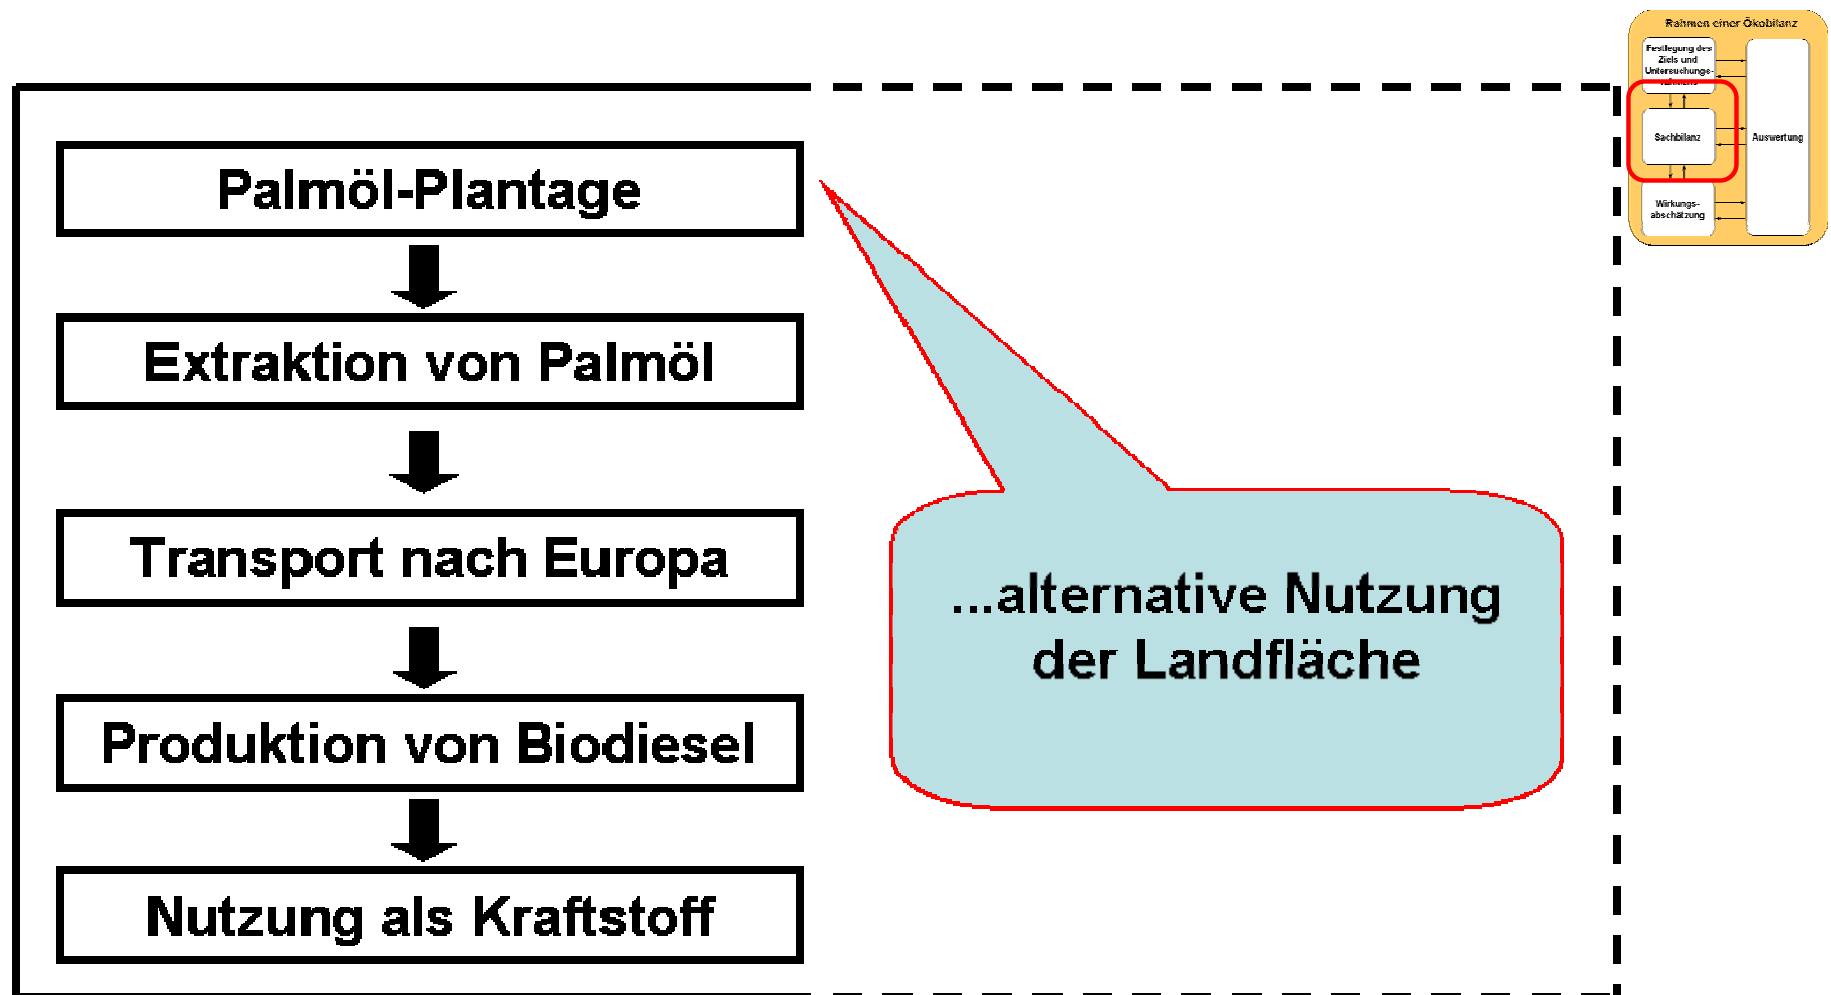 Rahmen einer Ökobilanz
Festlegung des
Ziels und
Untersuchungs-
Sachbilanz
Auswertung
Wirkungs-
abschätzung
Palmöl-Plantage
Extraktion von Palmöl
Transport nach Europa
Produktion von Biodiesel
Nutzung als Kraftstoff
...alternative Nutzung
der Landfläche